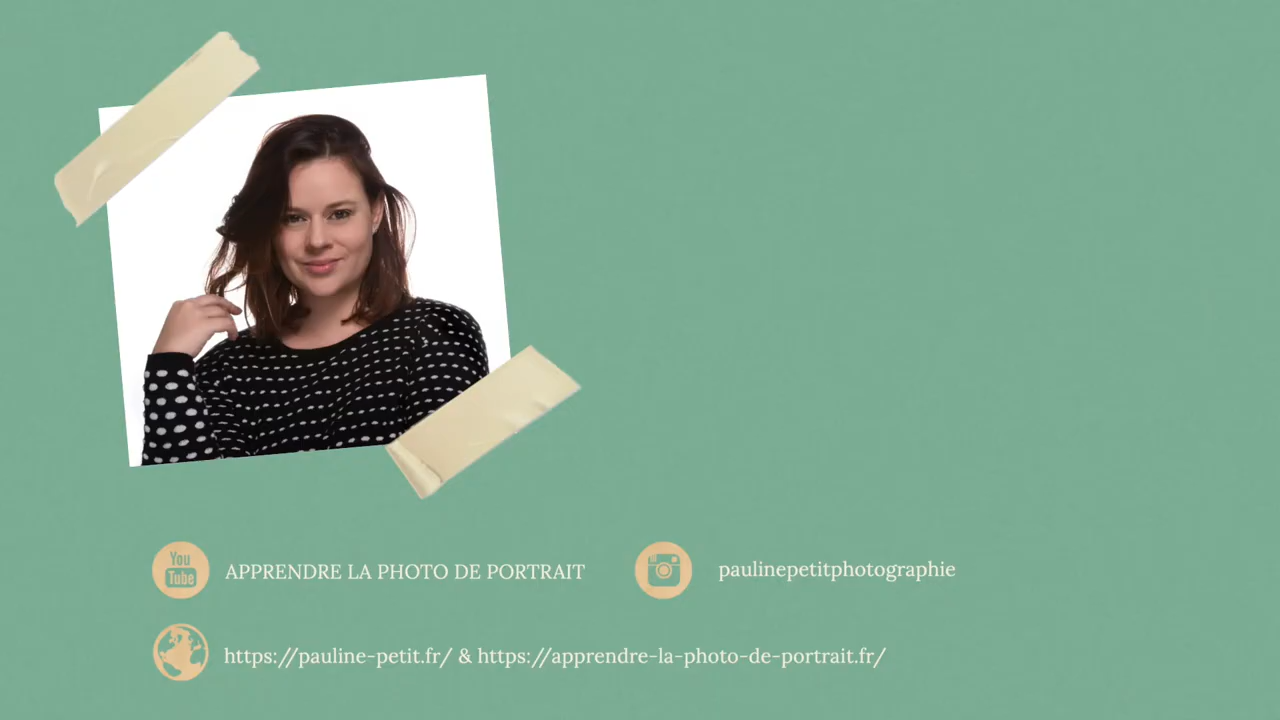 You
Tube
APPRENDRE LA PHOTO DE PORTRAIT
paulinepetitphotographie
https://pauline-petit.fr/ & https://apprendre-la-photo-de-portrait.fr/